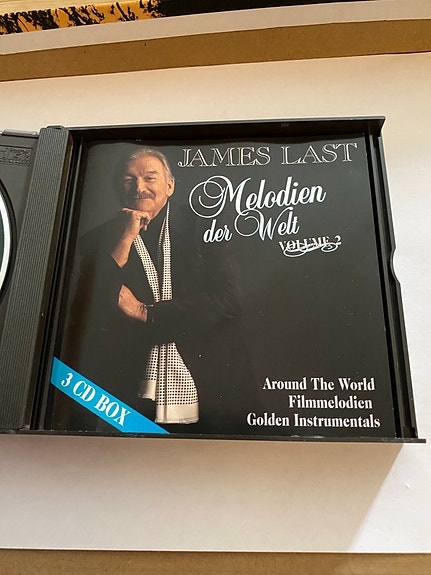 JAMES LAST
Melodien
der Welt
VOLUME 2
3 CD BOX
Around The World
Filmmelodien
Golden Instrumentals